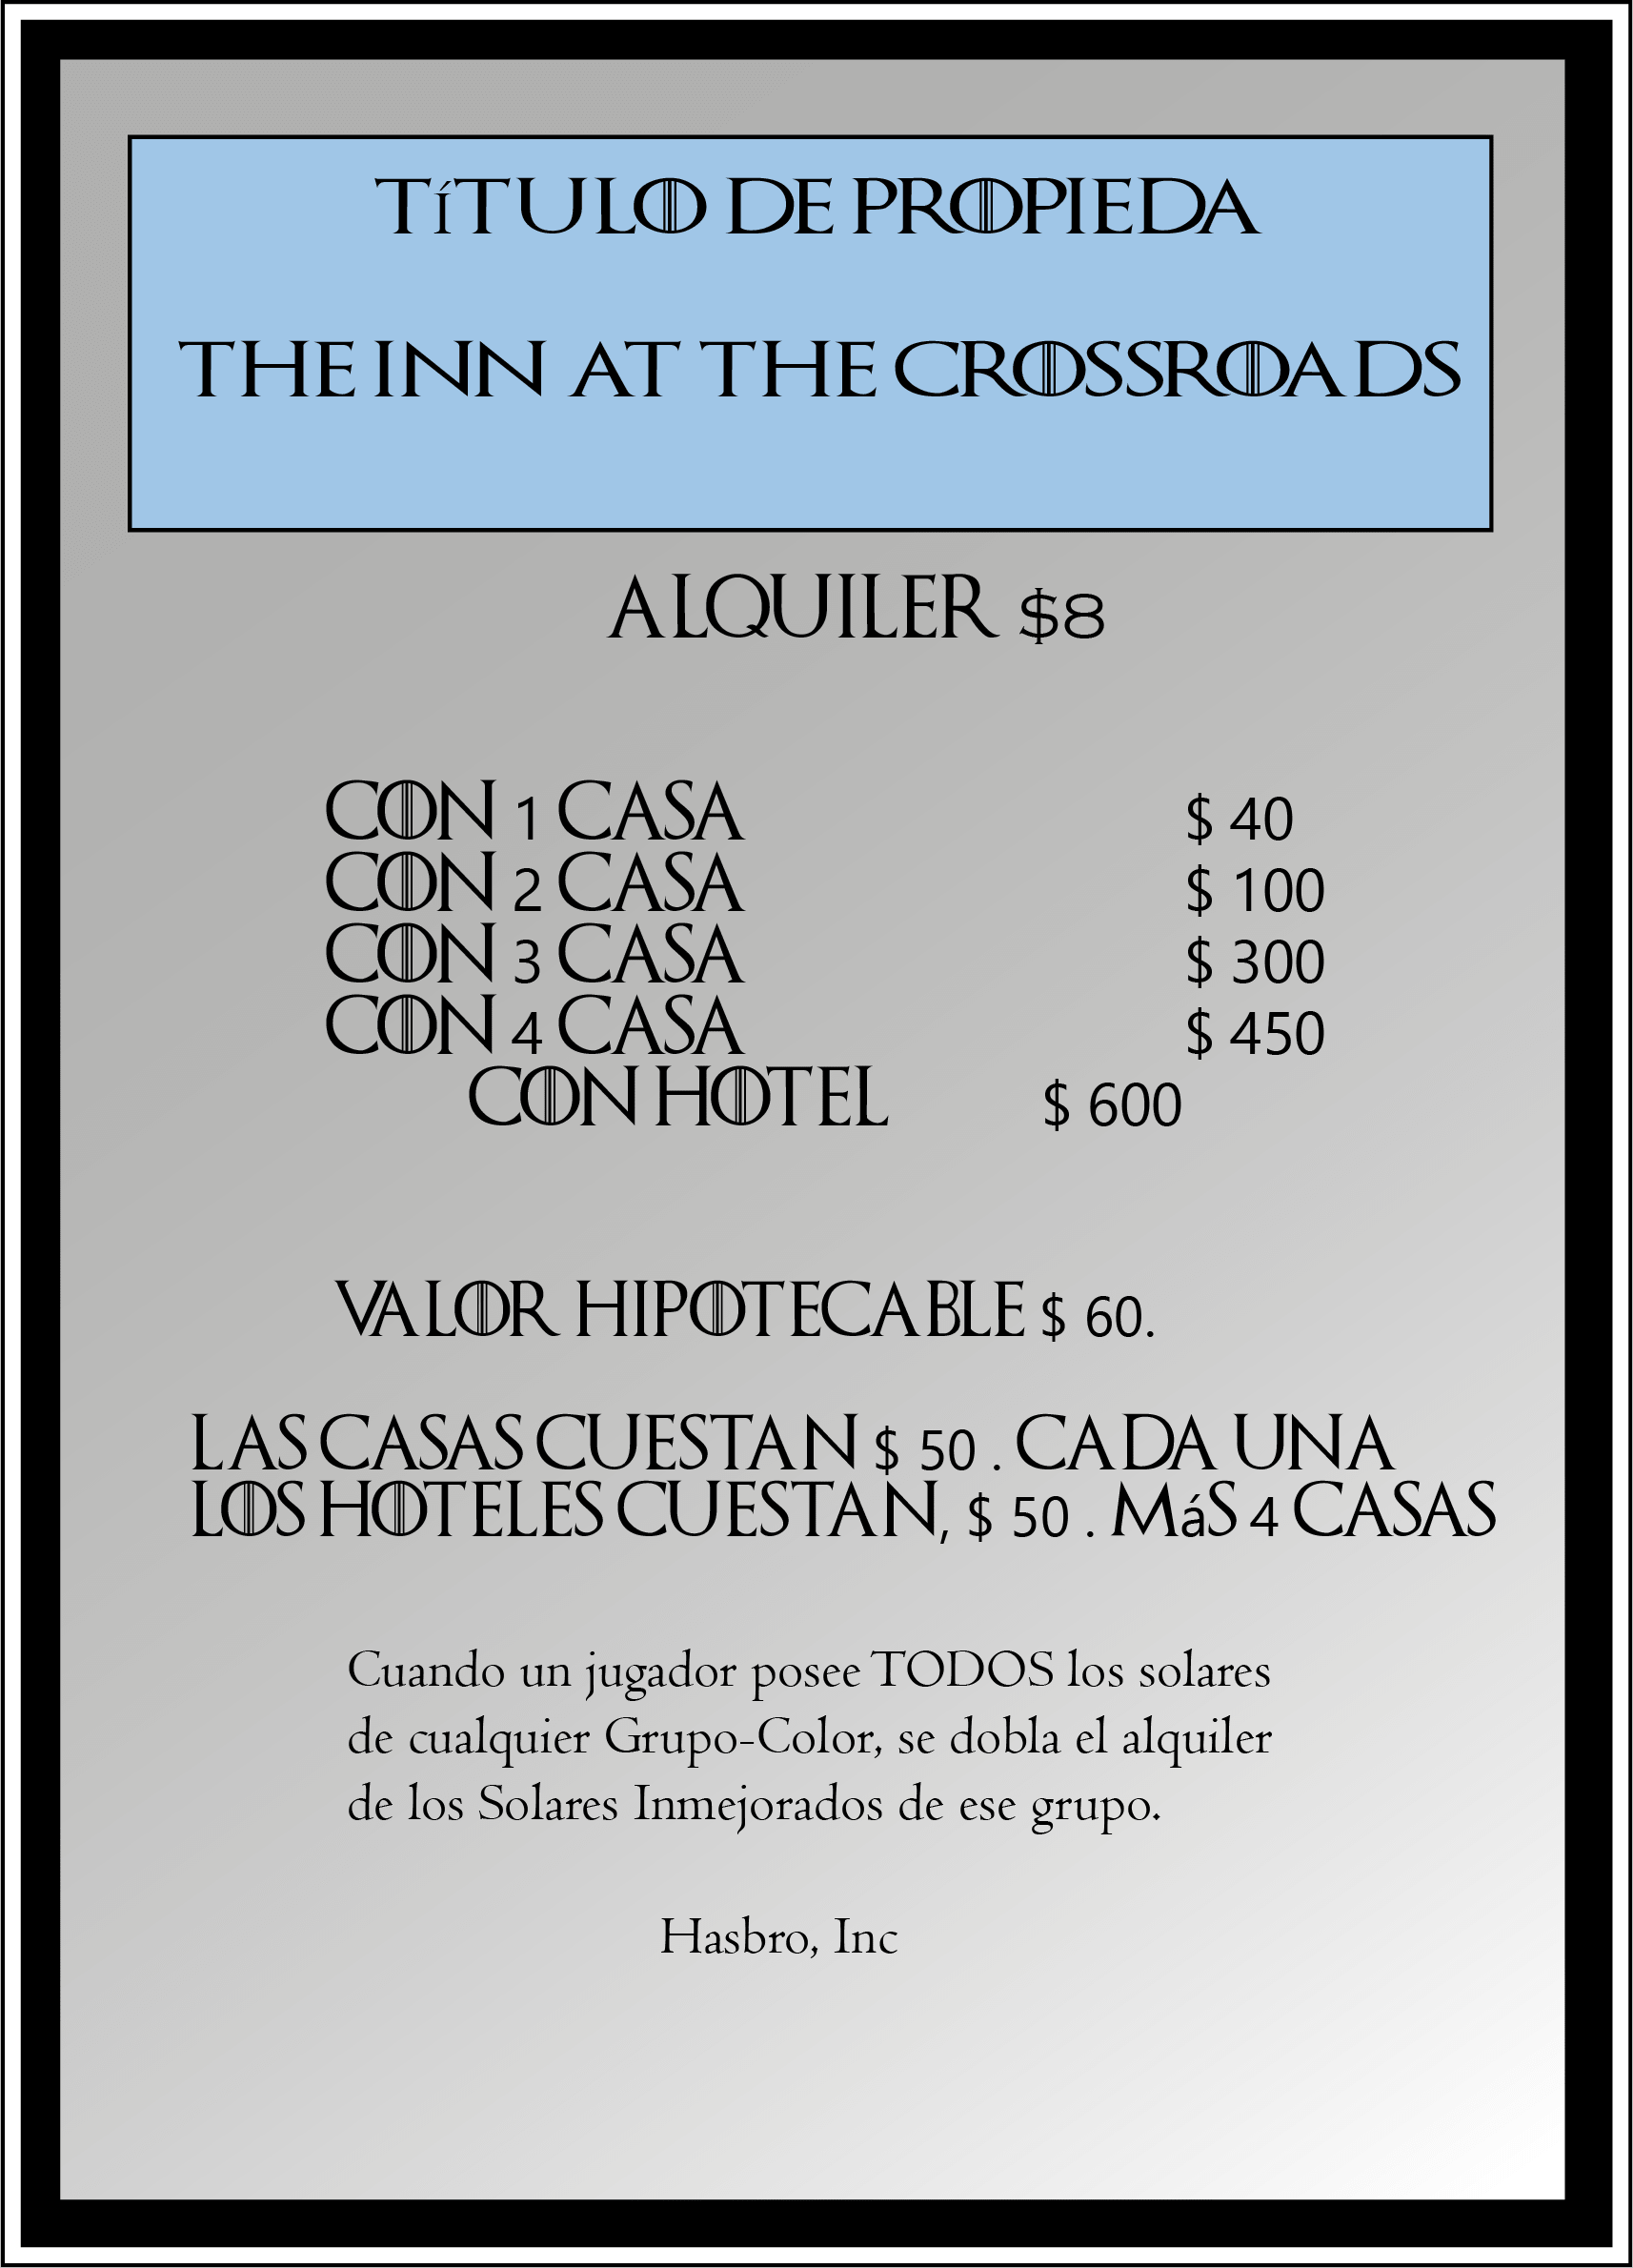 TíTULO DE PROPIEDA
THE INN AT THE CROSSROADS
ALQUILER $8
CON 1 CASA $ 40
CON 2 CASA $ 100
CON 3 CASA $ 300
CON 4 CASA $ 450
CON HOTEL $ 600
VALOR HIPOTECABLE $ 60.
LAS CASAS CUESTAN $ 50 . CADA UNA
LOS HOTELES CUESTAN, $ 50 . MáS 4 CASAS
Cuando un jugador posee TODOS los solares
de cualquier Grupo-Color, se dobla el alquiler
de los Solares Inmejorados de ese grupo.
Hasbro, Inc